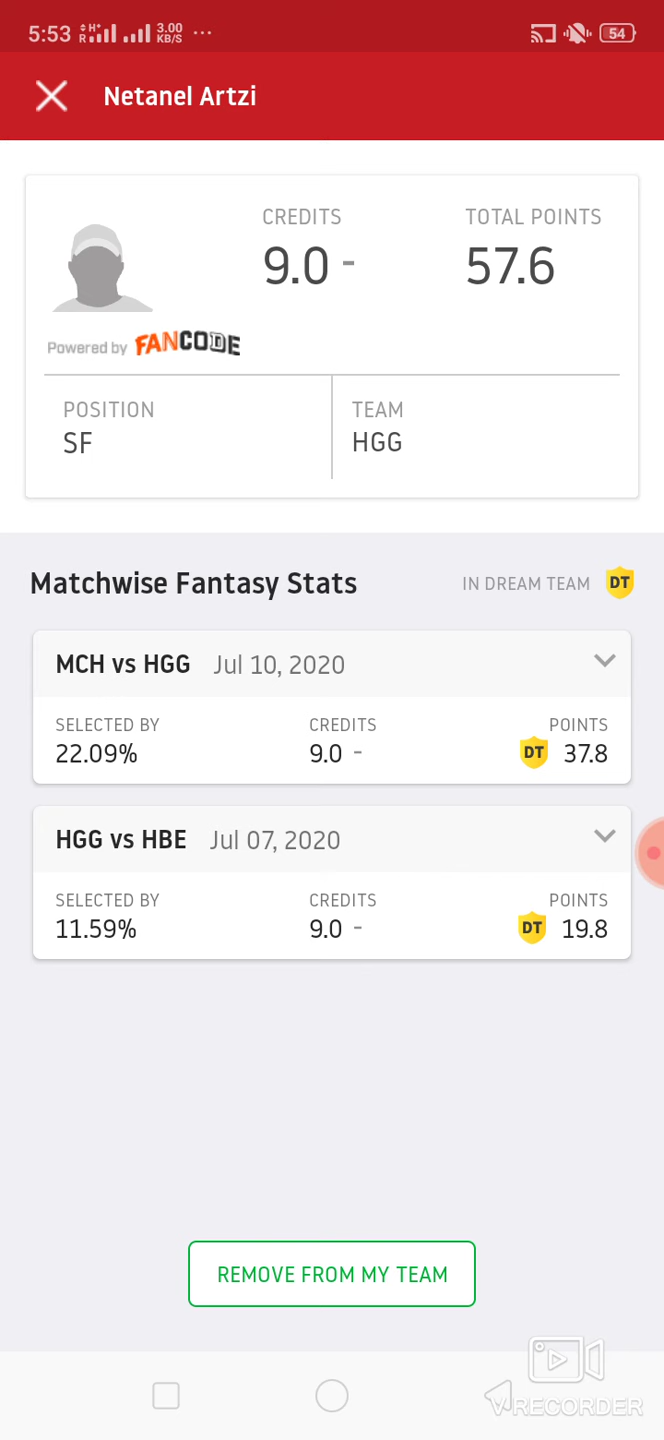 5:53 R H+ 3.00 KB/S ... 54
Netanel Artzi
CREDITS TOTAL POINTS
9.0 - 57.6
Powered by FANCODE
POSITION TEAM
SF HGG
Matchwise Fantasy Stats IN DREAM TEAM DT
MCH vs HGG Jul 10, 2020
SELECTED BY CREDITS POINTS
22.09% 9.0 - DT 37.8
HGG vs HBE Jul 07, 2020
SELECTED BY CREDITS POINTS
11.59% 9.0 - DT 19.8
REMOVE FROM MY TEAM
VRECORDER